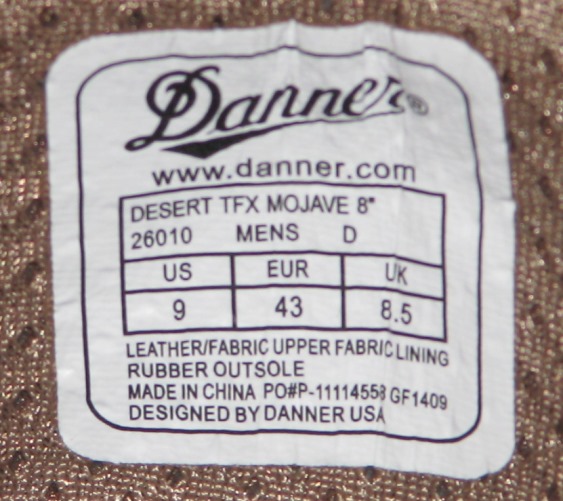 Danner®
www.danner.com
DESERT TFX MOJAVE 8"
26010 MENS D
US EUR UK
9 43 8.5
LEATHER/FABRIC UPPER FABRIC LINING
RUBBER OUTSOLE
MADE IN CHINA PO#P-11114558 GF1409
DESIGNED BY DANNER USA